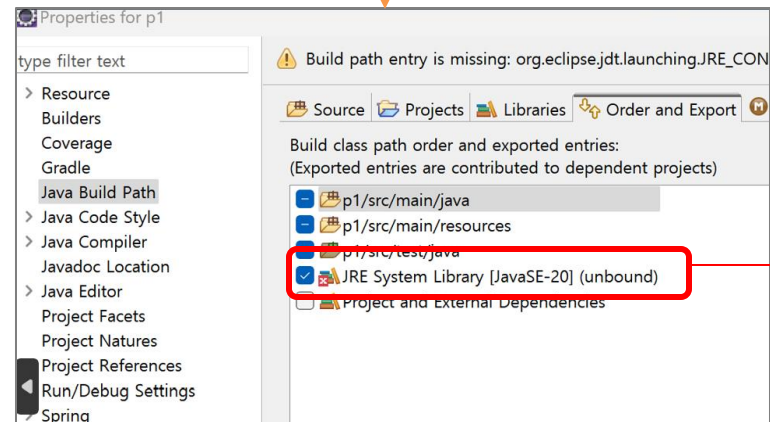 Properties for p1
type filter text
Resource
Builders
Coverage
Gradle
Java Build Path
Java Code Style
Java Compiler
Javadoc Location
Java Editor
Project Facets
Project Natures
Project References
Run/Debug Settings
Spring
Build path entry is missing: org.eclipse.jdt.launching.JRE_CON
Source Projects Libraries Order and Export M
Build class path order and exported entries:
(Exported entries are contributed to dependent projects)
p1/src/main/java
p1/src/main/resources
p1/src/test/java
JRE System Library [JavaSE-20] (unbound)
Project and External Dependencies